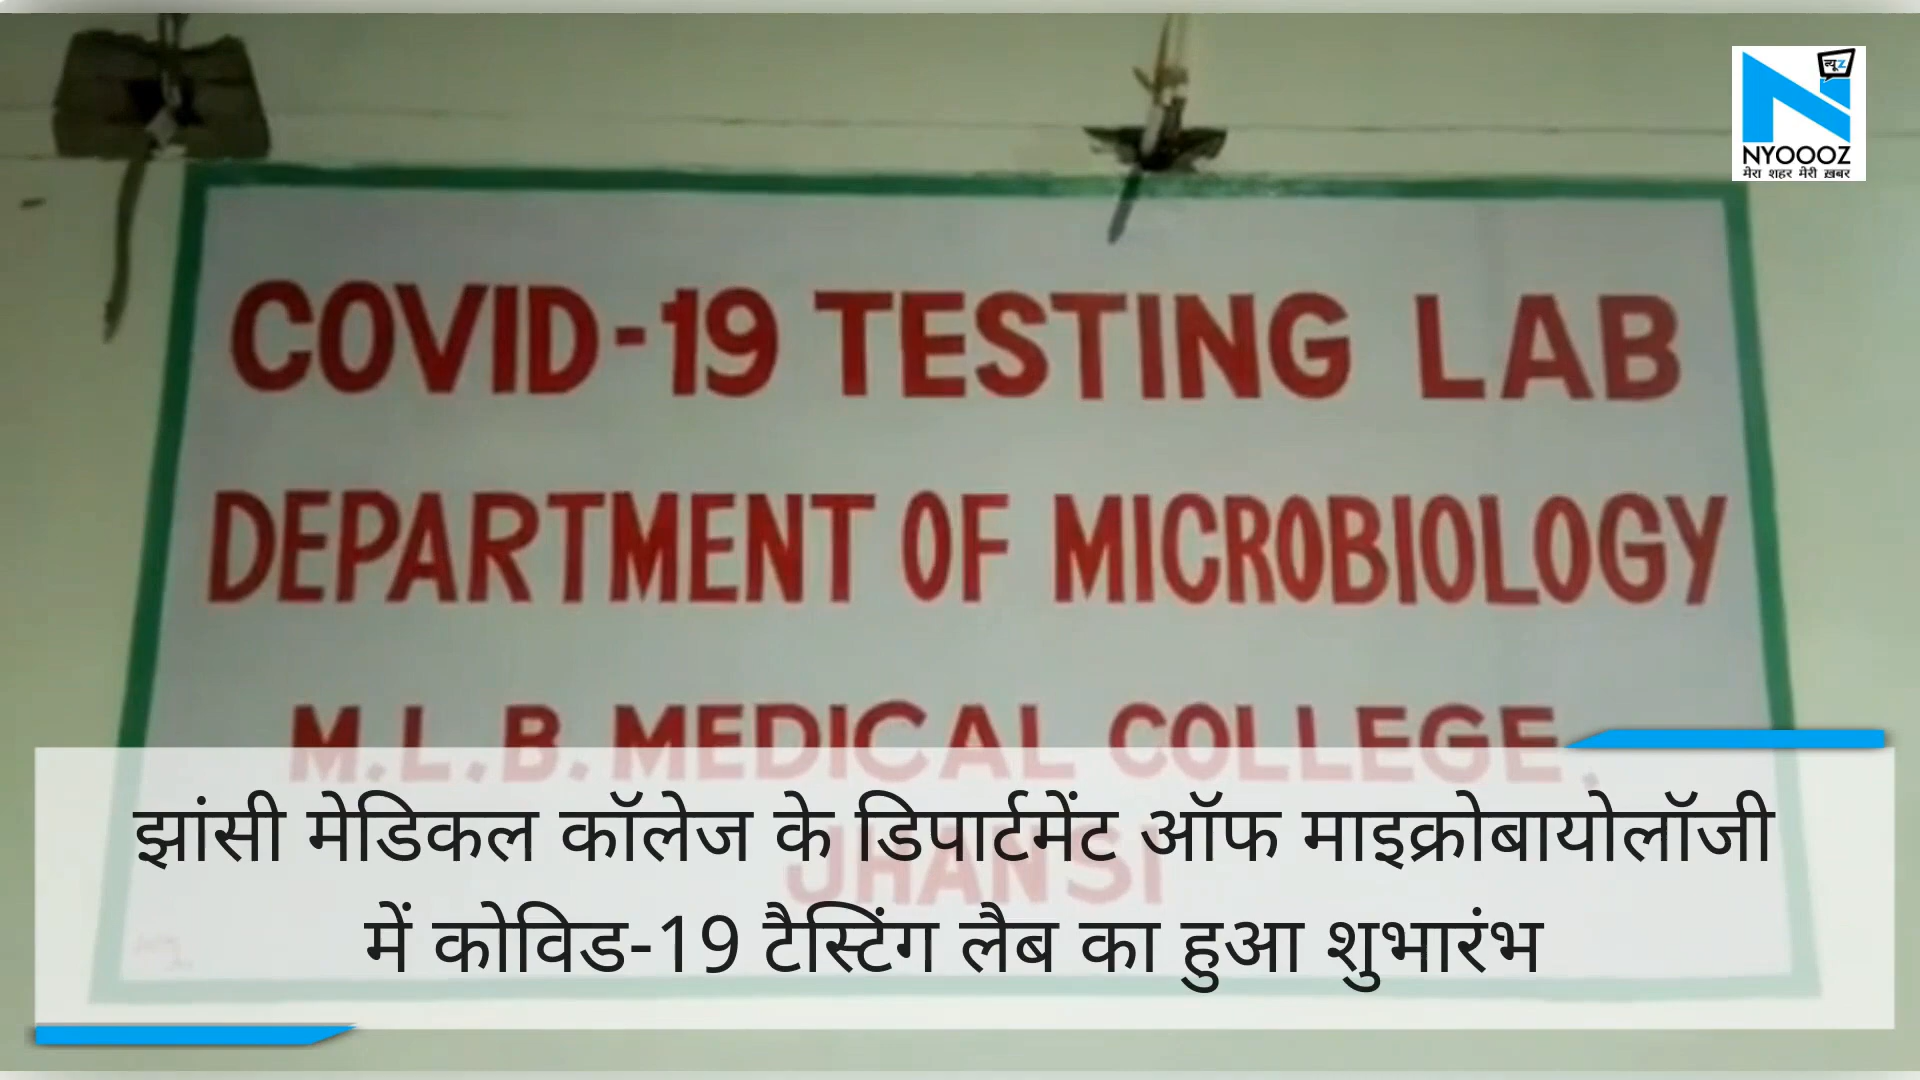 न्यूz
NYOOOZ
मेरा शहर मेरी ख़बर
COVID-19 TESTING LAB
DEPARTMENT OF MICROBIOLOGY
M.L.B. MEDICAL COLLEGE,
JHANSI
झांसी मेडिकल कॉलेज के डिपार्टमेंट ऑफ माइक्रोबायोलॉजी
में कोविड-19 टैस्टिंग लैब का हुआ शुभारंभ